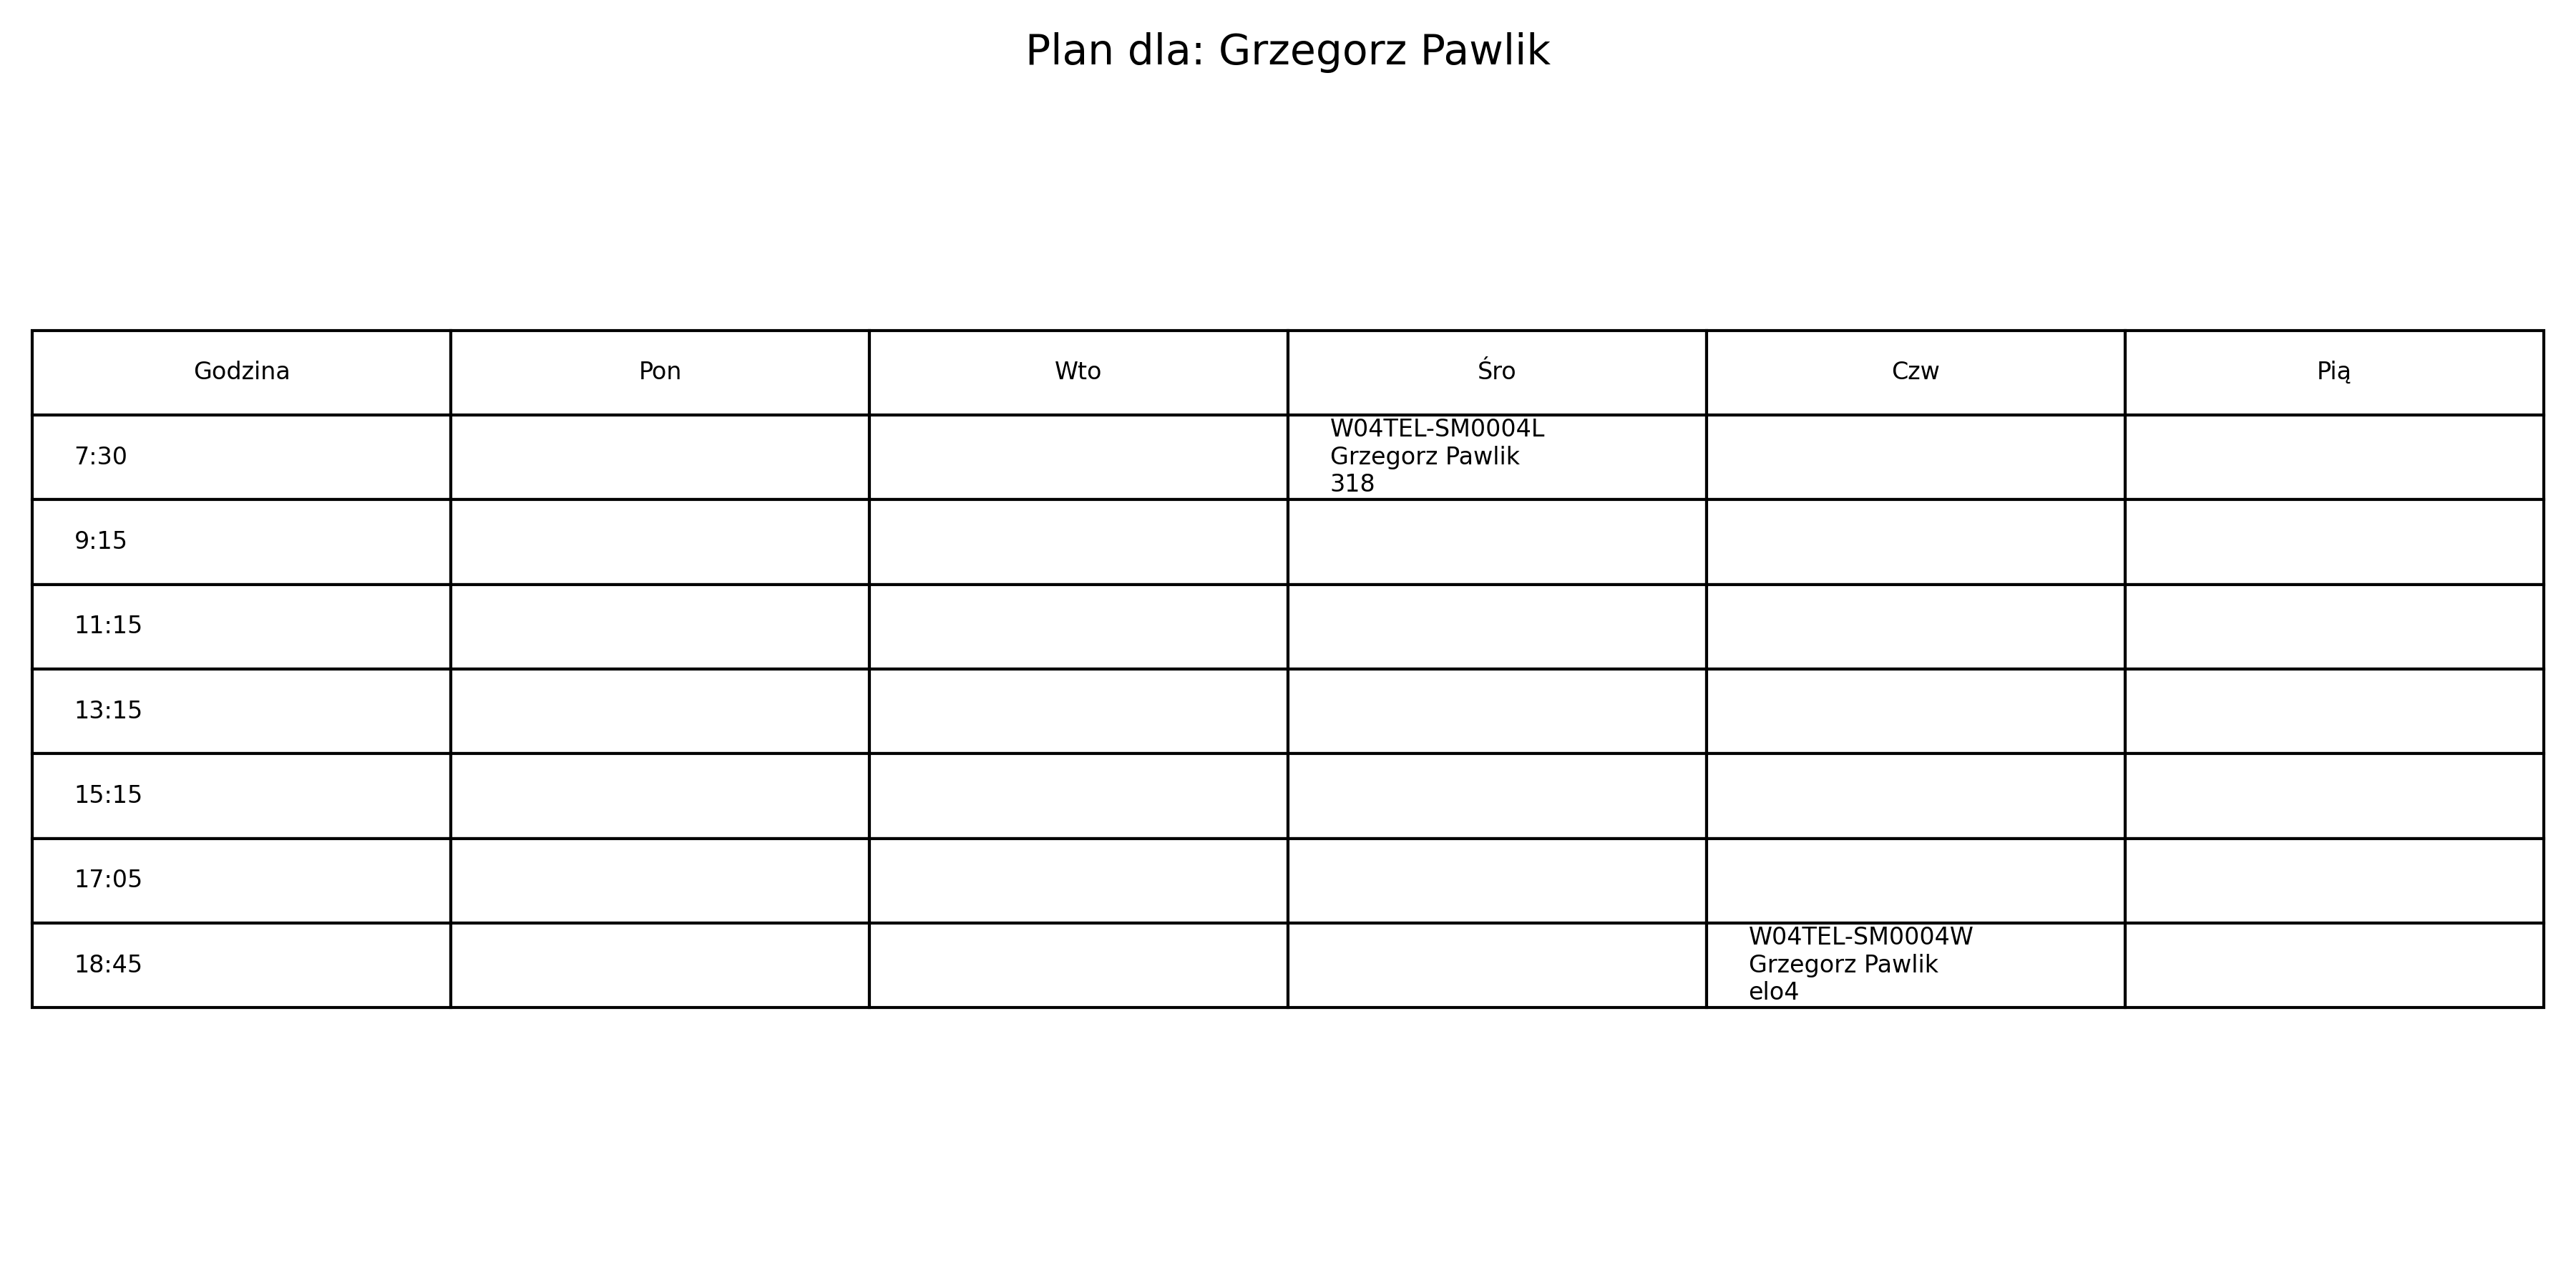 Plan dla: Grzegorz Pawlik
Godzina Pon Wto Śro Czw Pią
7:30
W04TEL-SM0004L
Grzegorz Pawlik
318
9:15
11:15
13:15
15:15
17:05
18:45
W04TEL-SM0004W
Grzegorz Pawlik
elo4